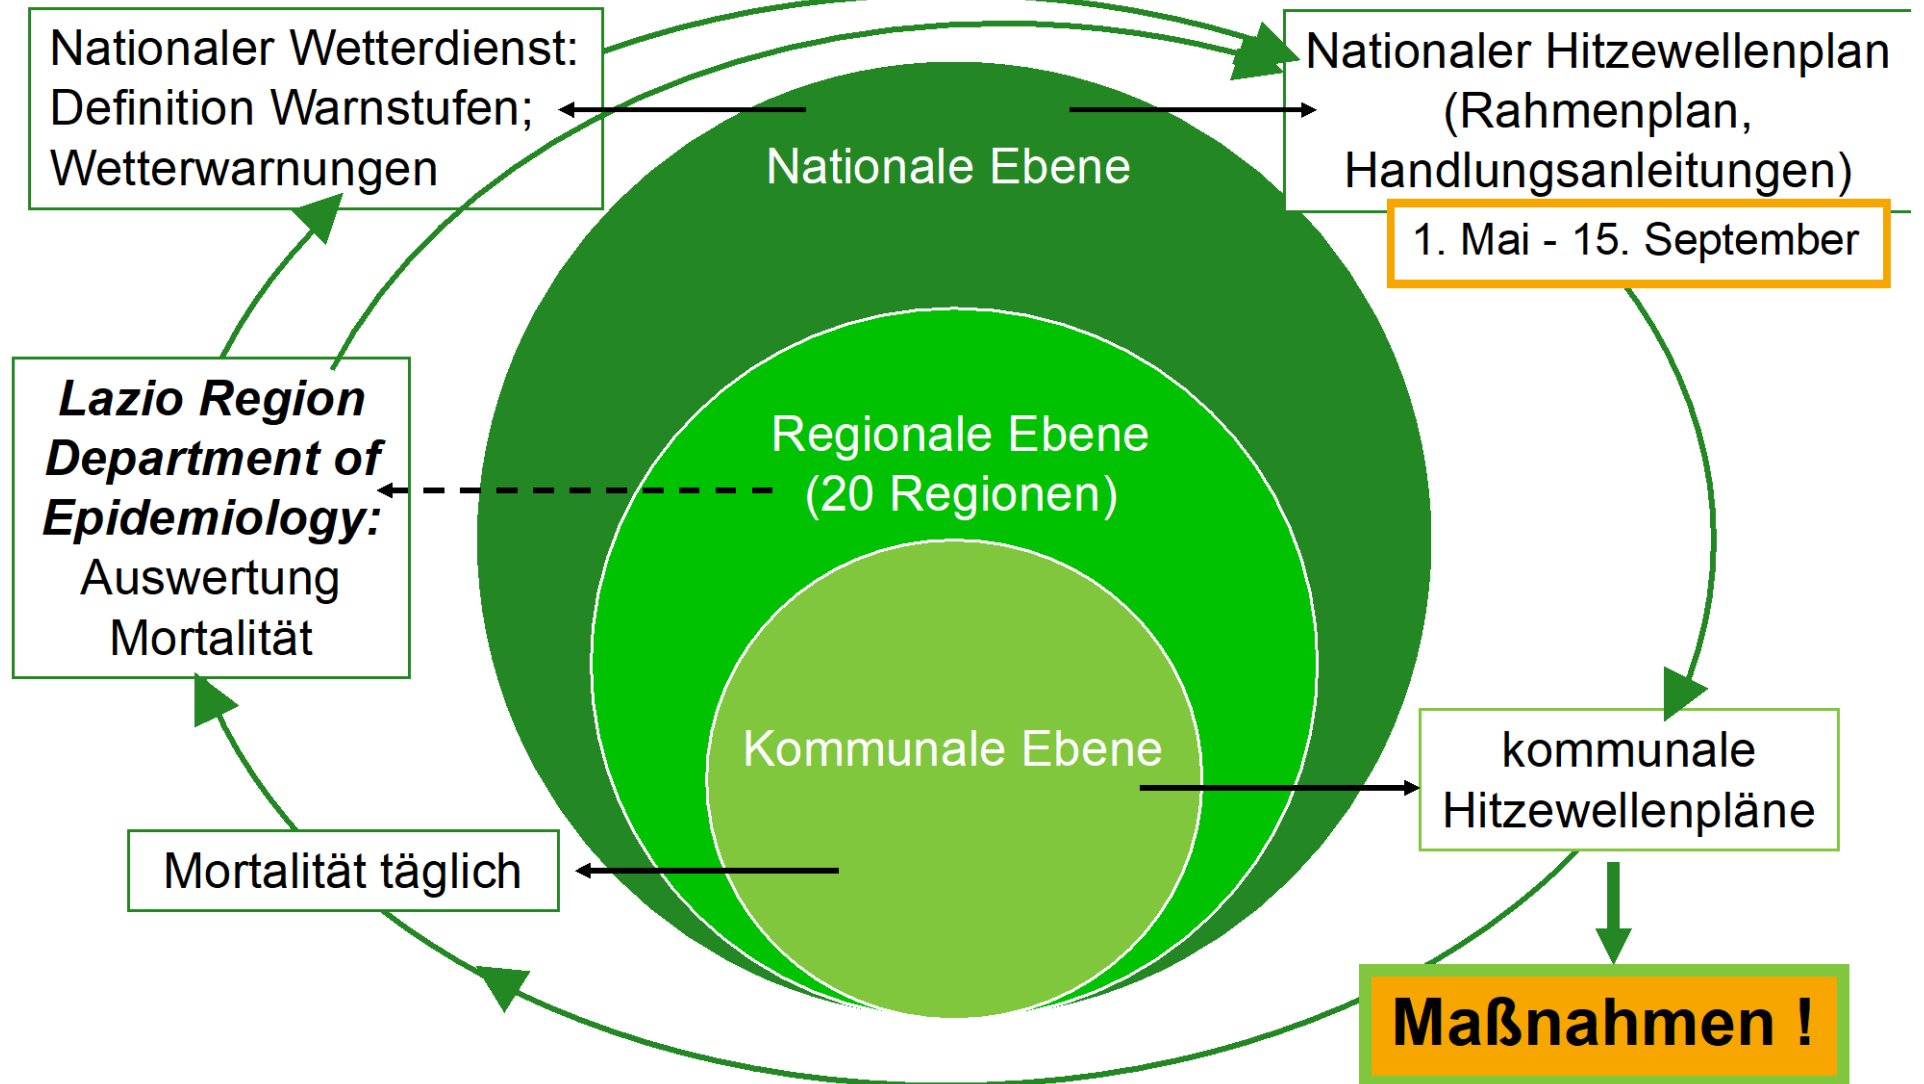 Nationaler Wetterdienst:
Definition Warnstufen;
Wetterwarnungen
Nationaler Hitzewellenplan
(Rahmenplan,
Handlungsanleitungen)
1. Mai - 15. September
Nationale Ebene
Lazio Region
Department of
Epidemiology:
Auswertung
Mortalität
Regionale Ebene
(20 Regionen)
Kommunale Ebene
kommunale
Hitzewellenpläne
Mortalität täglich
Maßnahmen !